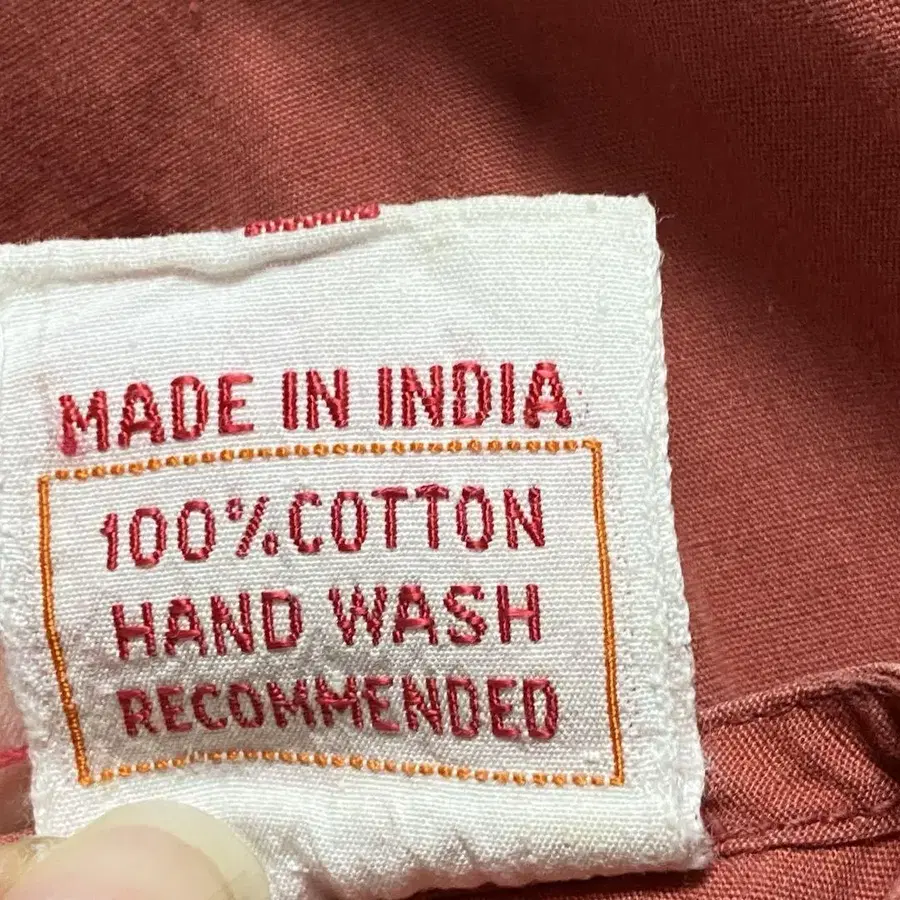 MADE IN INDIA
100%COTTON
HAND WASH
RECOMMENDED